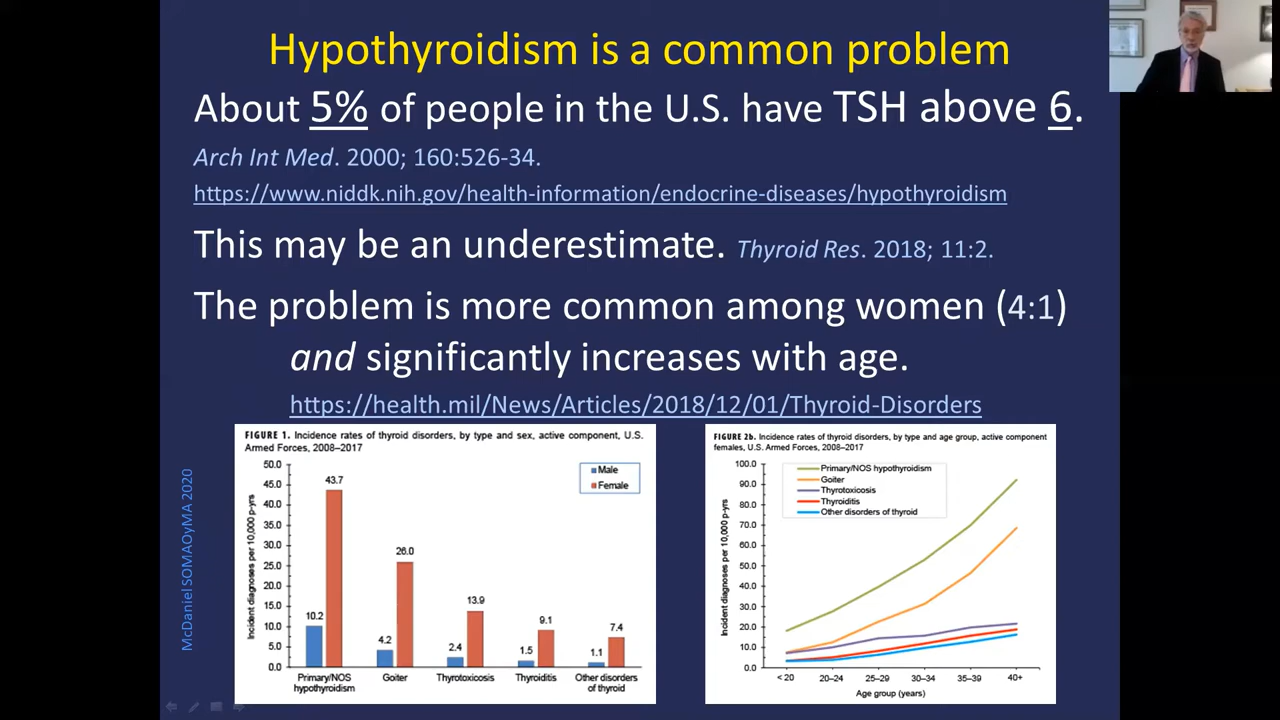 Hypothyroidism is a common problem
About 5% of people in the U.S. have TSH above 6.
Arch Int Med. 2000; 160:526-34.
https://www.niddk.nih.gov/health-information/endocrine-diseases/hypothyroidism
This may be an underestimate. Thyroid Res. 2018; 11:2.
The problem is more common among women (4:1)
and significantly increases with age.
https://health.mil/News/Articles/2018/12/01/Thyroid-Disorders
McDaniel SOMAOyMA 2020
FIGURE 1. Incidence rates of thyroid disorders, by type and sex, active component, U.S.
Armed Forces, 2008–2017
Incident diagnoses per 10,000 p-yrs
50.0
45.0
40.0
35.0
30.0
25.0
20.0
15.0
10.0
5.0
0.0
Male
Female
10.2
43.7
4.2
26.0
2.4
13.9
1.5
9.1
1.1
7.4
Primary/NOS
hypothyroidism
Goiter
Thyrotoxicosis
Thyroiditis
Other disorders
of thyroid
FIGURE 2b. Incidence rates of thyroid disorders, by type and age group, active component
females, U.S. Armed Forces, 2008–2017
Incident diagnoses per 10,000 p-yrs
100.0
90.0
80.0
70.0
60.0
50.0
40.0
30.0
20.0
10.0
0.0
Primary/NOS hypothyroidism
Goiter
Thyrotoxicosis
Thyroiditis
Other disorders of thyroid
< 20
20–24
25–29
30–34
35–39
40+
Age group (years)